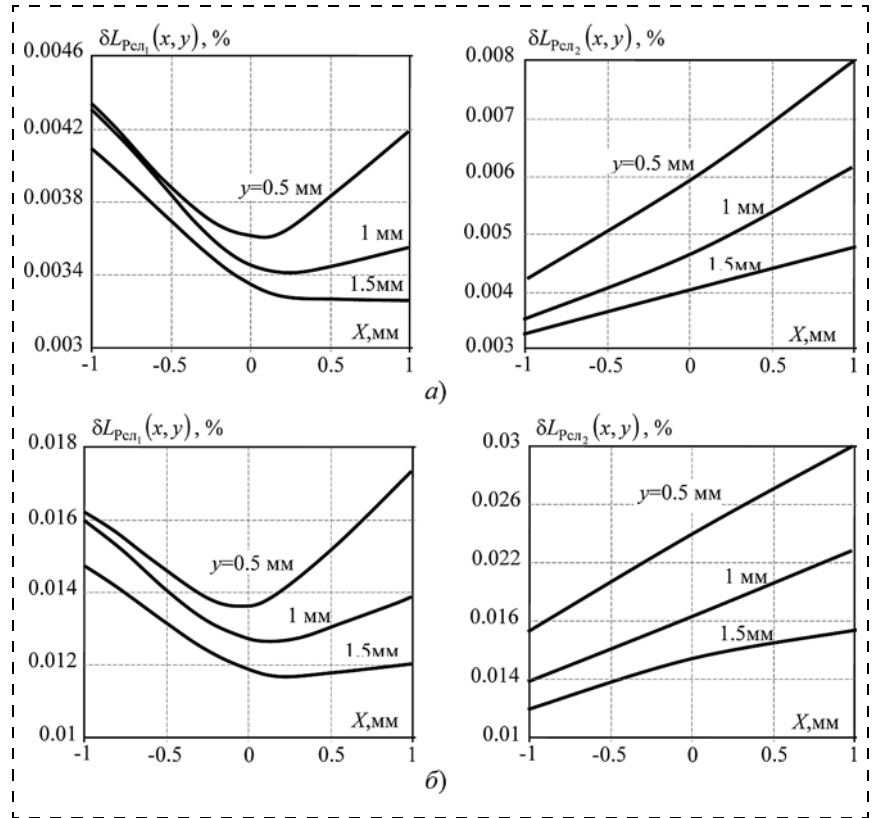 δL_Рсл₁(x, y), %
0.0046
0.0042
0.0038
0.0034
0.003
y=0.5 мм
1 мм
1.5мм
X,мм
-1 -0.5 0 0.5 1
δL_Рсл₂(x, y), %
0.008
0.007
0.006
0.005
0.004
0.003
y=0.5 мм
1 мм
1.5мм
X,мм
-1 -0.5 0 0.5 1
а)
δL_Рсл₁(x, y), %
0.018
0.016
0.014
0.012
0.01
y=0.5 мм
1 мм
1.5мм
X,мм
-1 -0.5 0 0.5 1
δL_Рсл₂(x, y), %
0.03
0.026
0.022
0.016
0.014
0.01
y=0.5 мм
1 мм
1.5мм
X,мм
-1 -0.5 0 0.5 1
б)